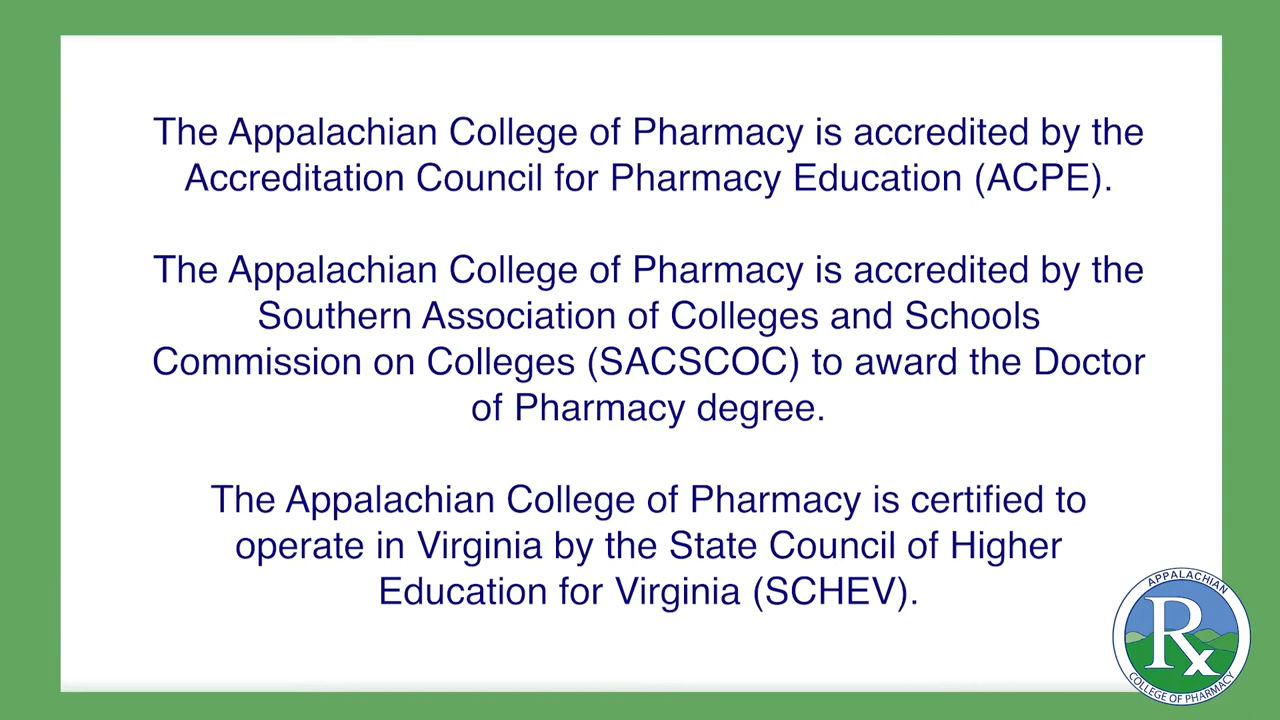 The Appalachian College of Pharmacy is accredited by the
Accreditation Council for Pharmacy Education (ACPE).
The Appalachian College of Pharmacy is accredited by the
Southern Association of Colleges and Schools
Commission on Colleges (SACSCOC) to award the Doctor
of Pharmacy degree.
The Appalachian College of Pharmacy is certified to
operate in Virginia by the State Council of Higher
Education for Virginia (SCHEV).
APPALACHIAN
Rx
COLLEGE OF PHARMACY